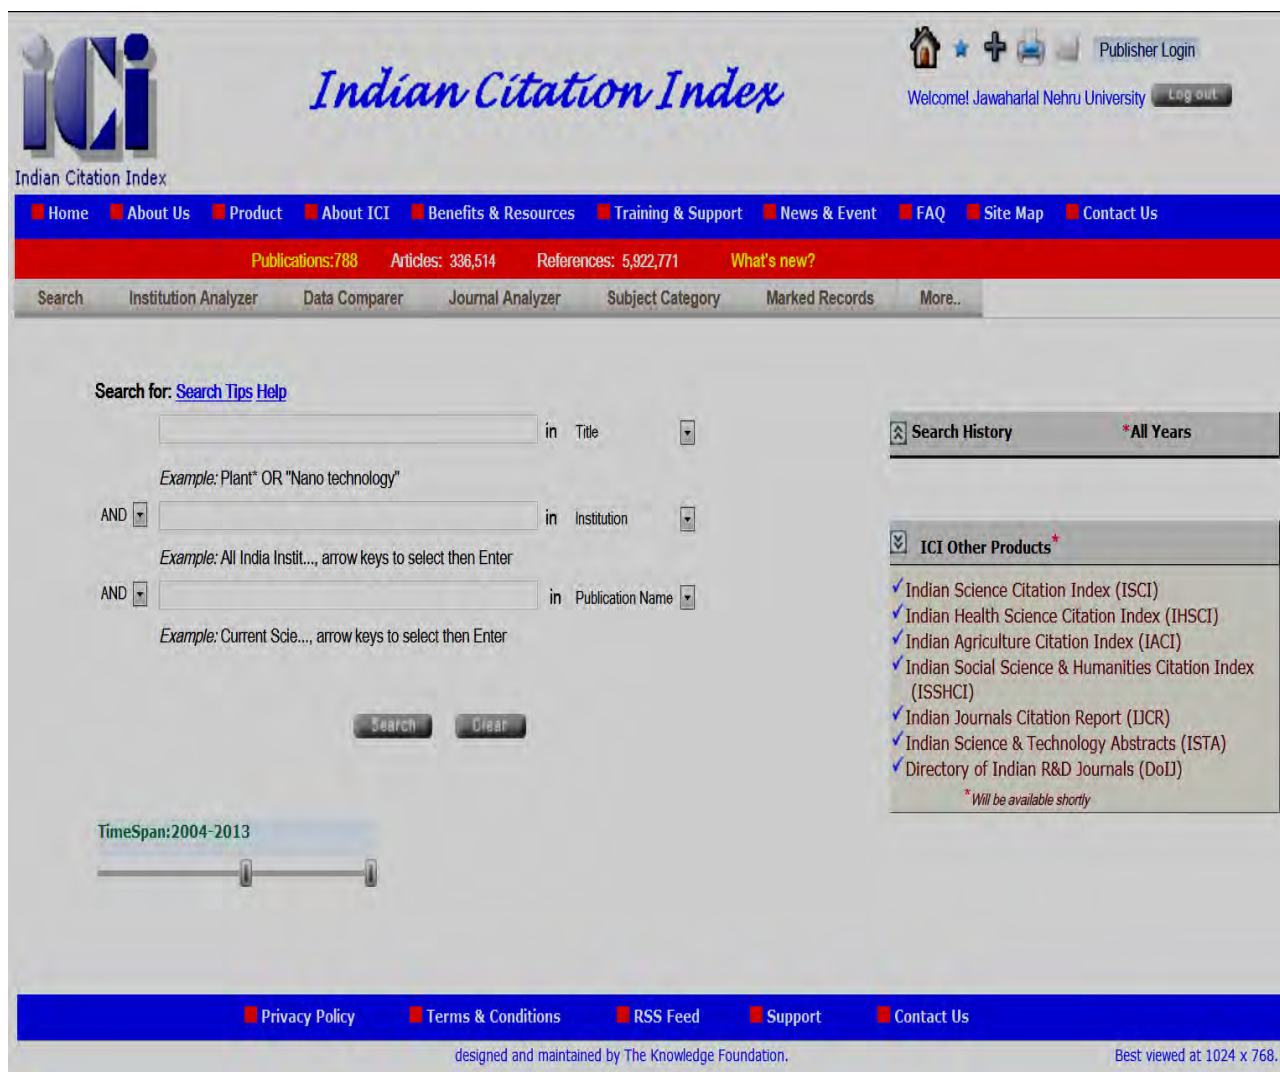 iCi
Indian Citation Index
Indian Citation Index
Publisher Login
Welcome! Jawaharlal Nehru University Log out
Home About Us Product About ICI Benefits & Resources Training & Support News & Event FAQ Site Map Contact Us
Publications:788 Articles: 336,514 References: 5,922,771 What's new?
Search Institution Analyzer Data Comparer Journal Analyzer Subject Category Marked Records More..
Search for: Search Tips Help
in Title
Example: Plant* OR "Nano technology"
AND in Institution
Example: All India Instit..., arrow keys to select then Enter
AND in Publication Name
Example: Current Scie..., arrow keys to select then Enter
Search Clear
TimeSpan:2004-2013
Search History *All Years
ICI Other Products*
Indian Science Citation Index (ISCI)
Indian Health Science Citation Index (IHSCI)
Indian Agriculture Citation Index (IACI)
Indian Social Science & Humanities Citation Index
(ISSHCI)
Indian Journals Citation Report (IJCR)
Indian Science & Technology Abstracts (ISTA)
Directory of Indian R&D Journals (DoIJ)
*Will be available shortly
Privacy Policy Terms & Conditions RSS Feed Support Contact Us
designed and maintained by The Knowledge Foundation.
Best viewed at 1024 x 768.